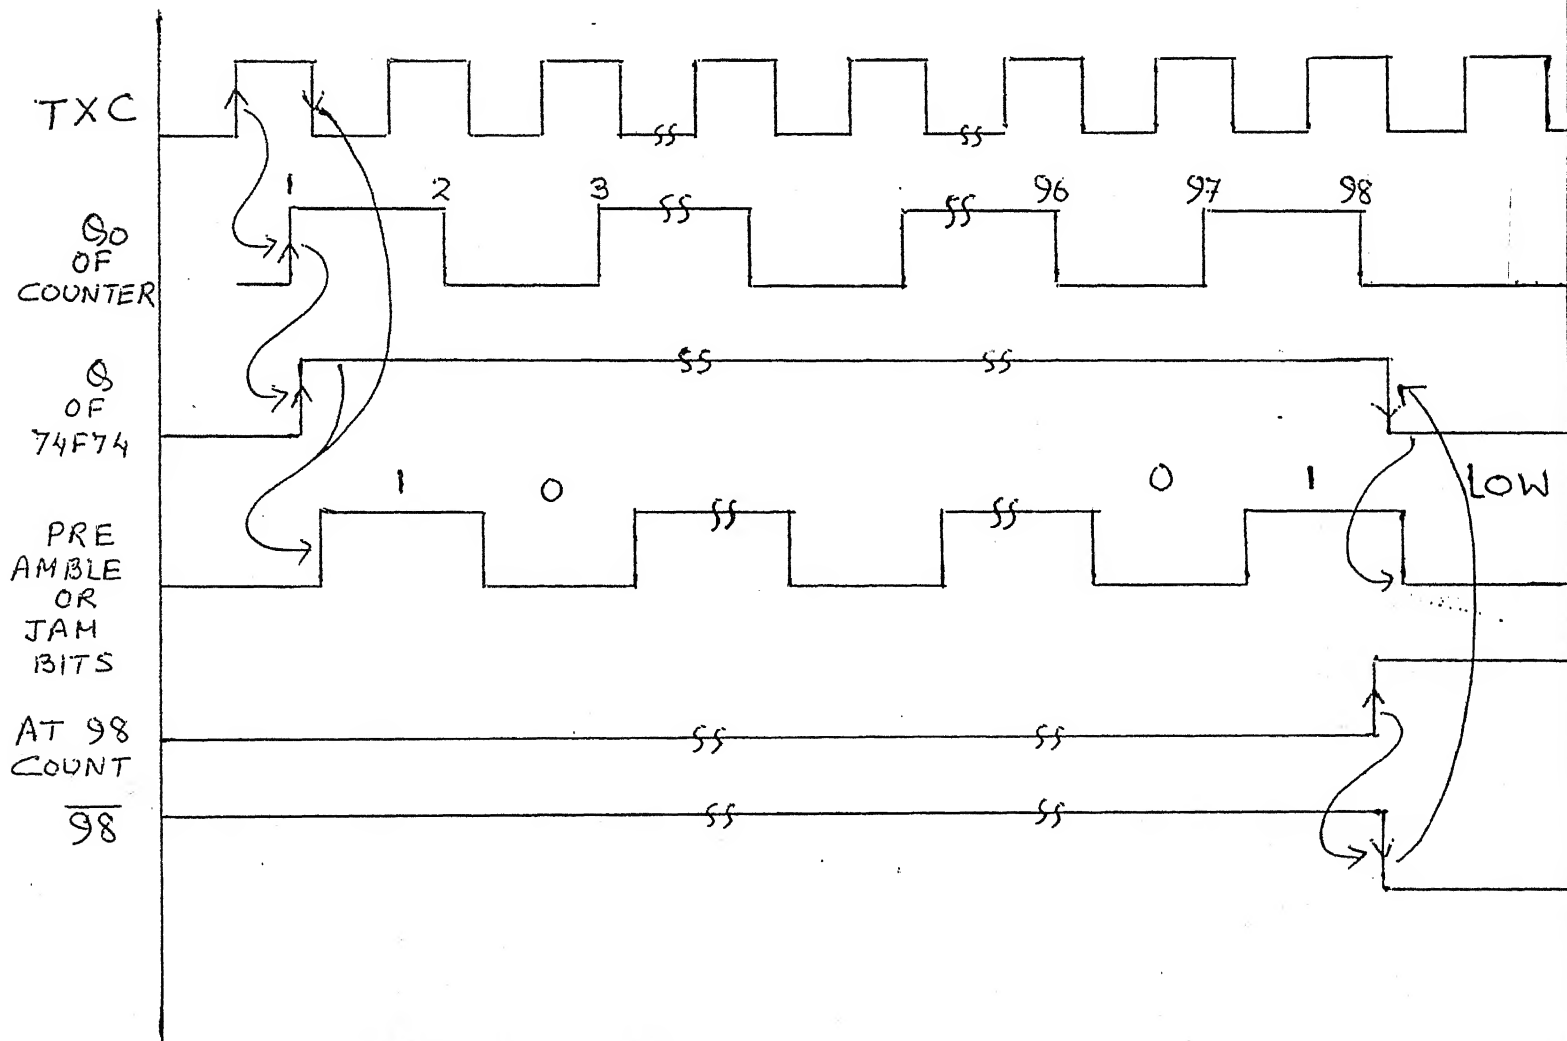 TXC
1 2 3 96 97 98
Q0
OF
COUNTER
Q
OF
74F74
1 0 0 1 LOW
PRE
AMBLE
OR
JAM
BITS
AT 98
COUNT
98